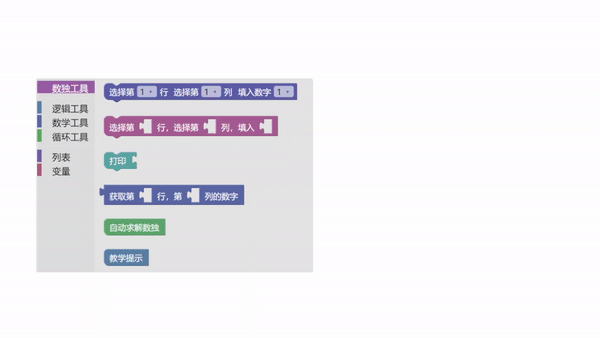 数独工具
逻辑工具
数学工具
循环工具
列表
变量
选择第 1 行 选择第 1 列 填入数字 1
选择第 行，选择第 列，填入
打印
获取第 行，第 列的数字
自动求解数独
教学提示